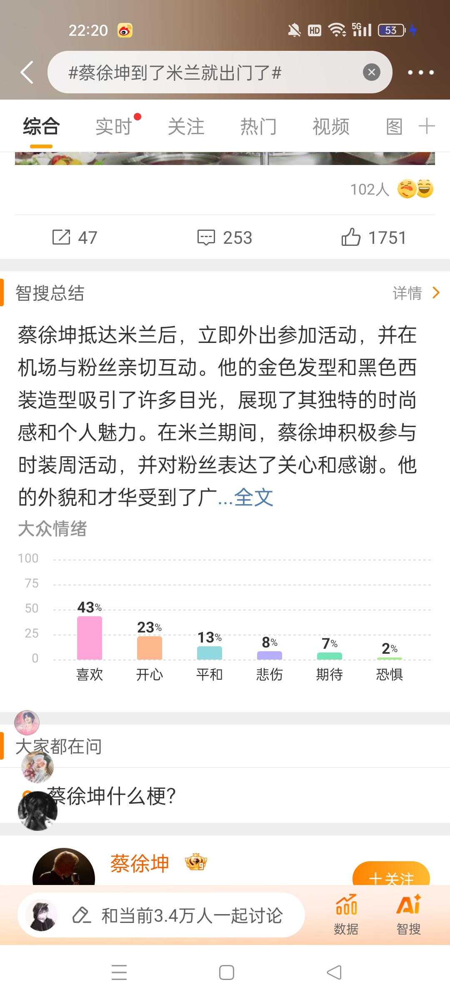 22:20
HD
5G
53
#蔡徐坤到了米兰就出门了#
综合
实时
关注
热门
视频
图
102人
47
253
1751
智搜总结
详情
蔡徐坤抵达米兰后，立即外出参加活动，并在
机场与粉丝亲切互动。他的金色发型和黑色西
装造型吸引了许多目光，展现了其独特的时尚
感和个人魅力。在米兰期间，蔡徐坤积极参与
时装周活动，并对粉丝表达了关心和感谢。他
的外貌和才华受到了广...全文
大众情绪
100
75
50
25
0
43%
23%
13%
8%
7%
2%
喜欢
开心
平和
悲伤
期待
恐惧
大家都在问
蔡徐坤什么梗?
蔡徐坤
9
+关注
和当前3.4万人一起讨论
数据
Ai
智搜